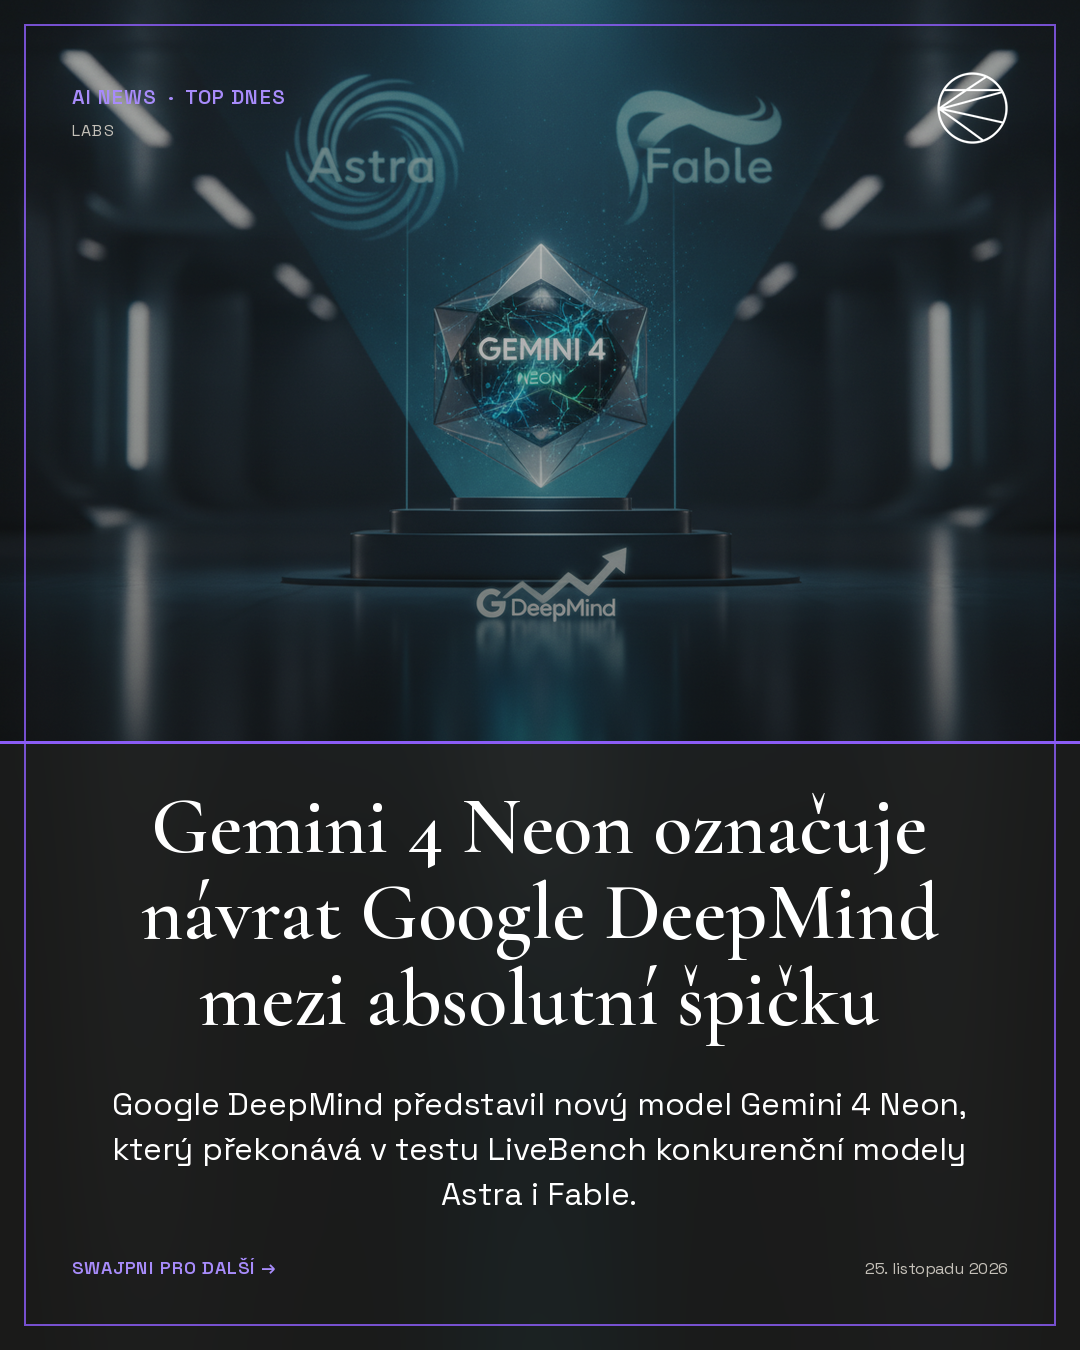 AI NEWS · TOP DNES
LABS
Astra
Fable
GEMINI 4
NEON
G DeepMind
Gemini 4 Neon označuje
návrat Google DeepMind
mezi absolutní špičku
Google DeepMind představil nový model Gemini 4 Neon,
který překonává v testu LiveBench konkurenční modely
Astra i Fable.
SWAJPNI PRO DALŠÍ →
25. listopadu 2026